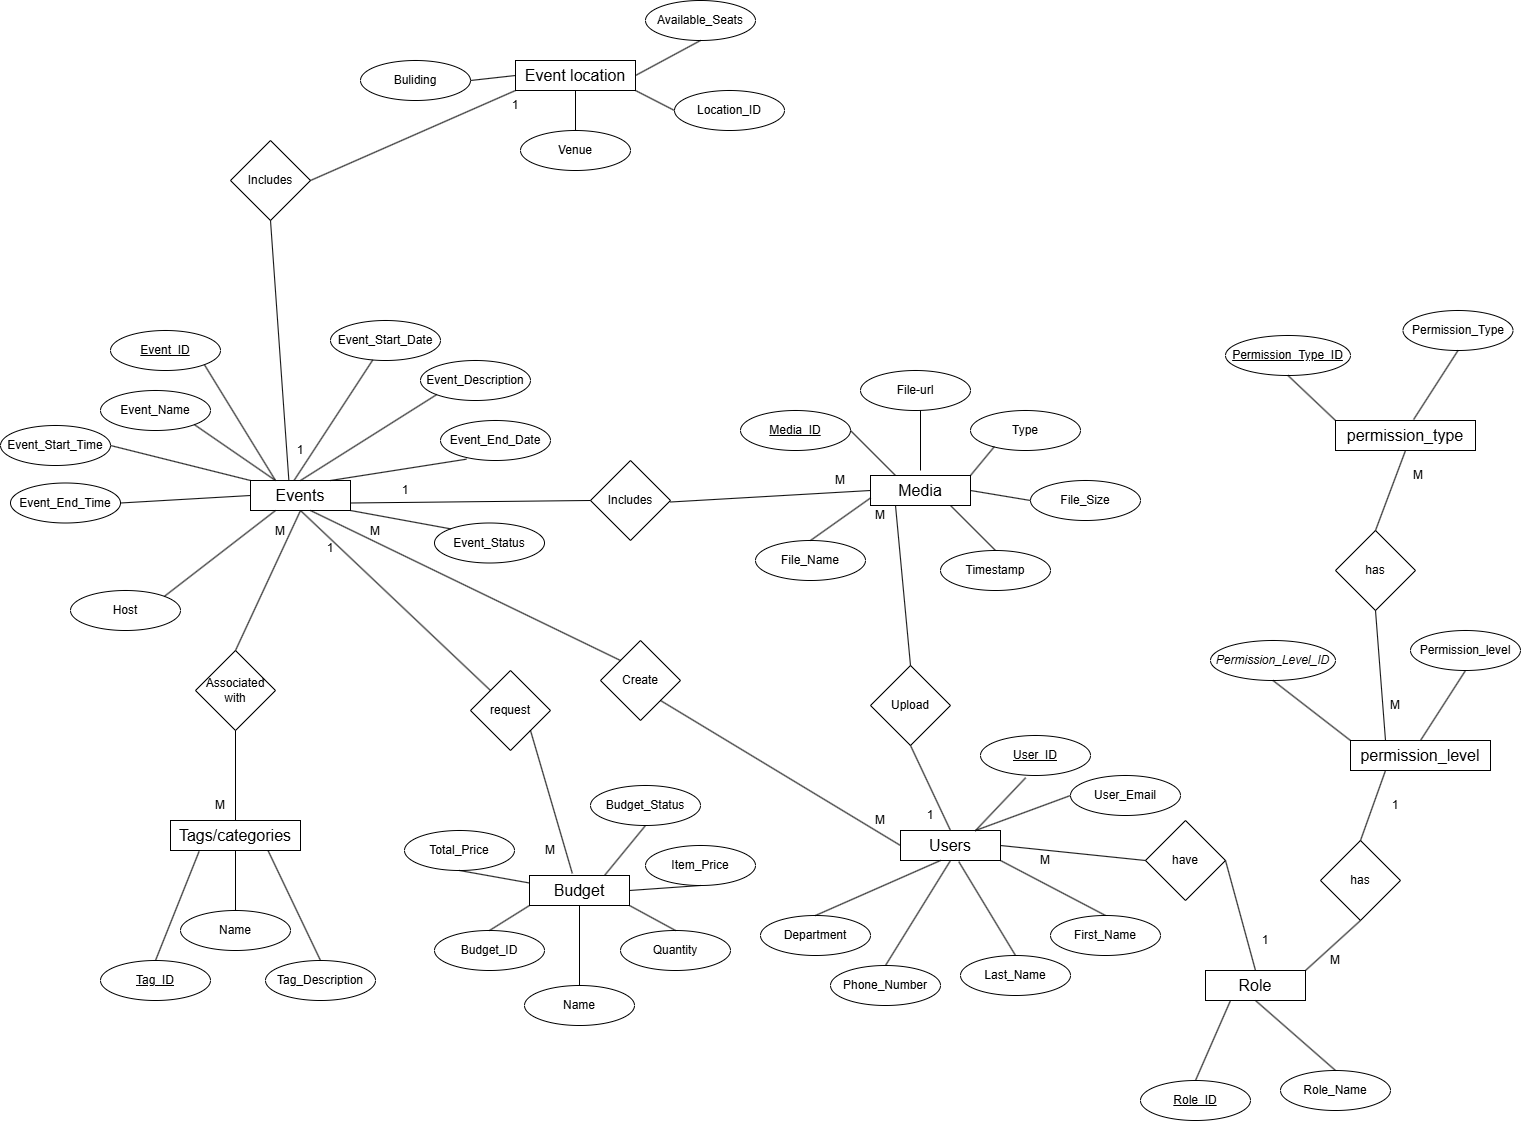 Available_Seats
Event location
Buliding
1
Location_ID
Venue
Includes
Event_ID
Event_Start_Date
Event_Description
Event_Name
Event_Start_Time
Event_End_Date
1
Events
Event_End_Time
1
Includes
M
M
1
M
Event_Status
Host
File-url
Media_ID
Type
Media
M
File_Size
File_Name
Timestamp
Permission_Type_ID
Permission_Type
permission_type
M
has
M
Permission_Level_ID
Permission_level
permission_level
1
has
M
Associated
with
request
Create
Upload
User_ID
User_Email
M
1
Users
M
have
1
M
Tags/categories
Name
Tag_ID
Tag_Description
Budget_Status
Total_Price
M
Item_Price
Budget
Budget_ID
Quantity
Name
Department
Phone_Number
Last_Name
First_Name
Role
Role_ID
Role_Name